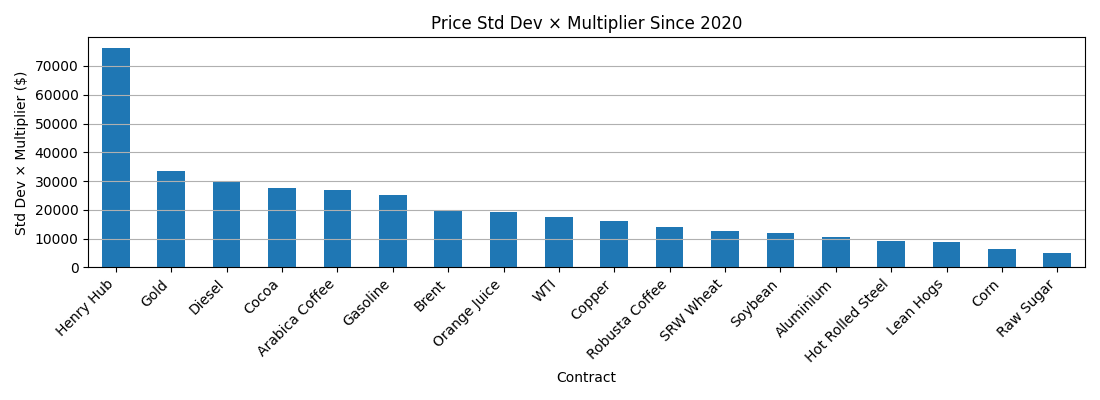 Price Std Dev × Multiplier Since 2020
Std Dev × Multiplier ($)
70000
60000
50000
40000
30000
20000
10000
0
Henry Hub
Gold
Diesel
Cocoa
Arabica Coffee
Gasoline
Brent
Orange Juice
WTI
Copper
Robusta Coffee
SRW Wheat
Soybean
Aluminium
Hot Rolled Steel
Lean Hogs
Corn
Raw Sugar
Contract